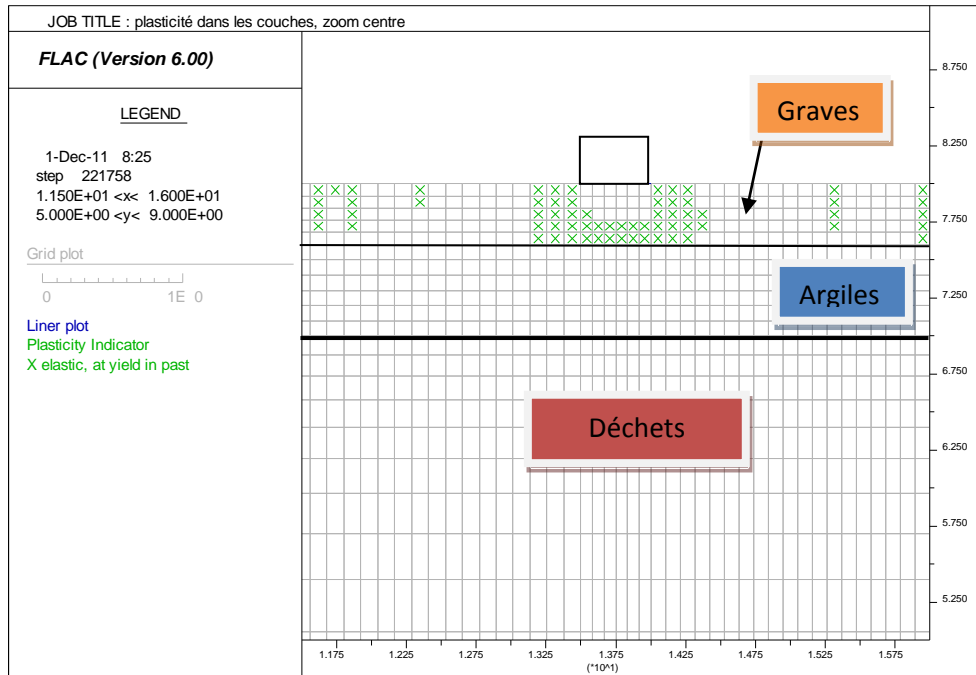 JOB TITLE : plasticité dans les couches, zoom centre
FLAC (Version 6.00)
LEGEND
1-Dec-11 8:25
step 221758
1.150E+01 <x< 1.600E+01
5.000E+00 <y< 9.000E+00
Grid plot
0 1E 0
Liner plot
Plasticity Indicator
X elastic, at yield in past
Graves
Argiles
Déchets
8.750
8.250
7.750
7.250
6.750
6.250
5.750
5.250
1.175 1.225 1.275 1.325 1.375 1.425 1.475 1.525 1.575
(*10^1)